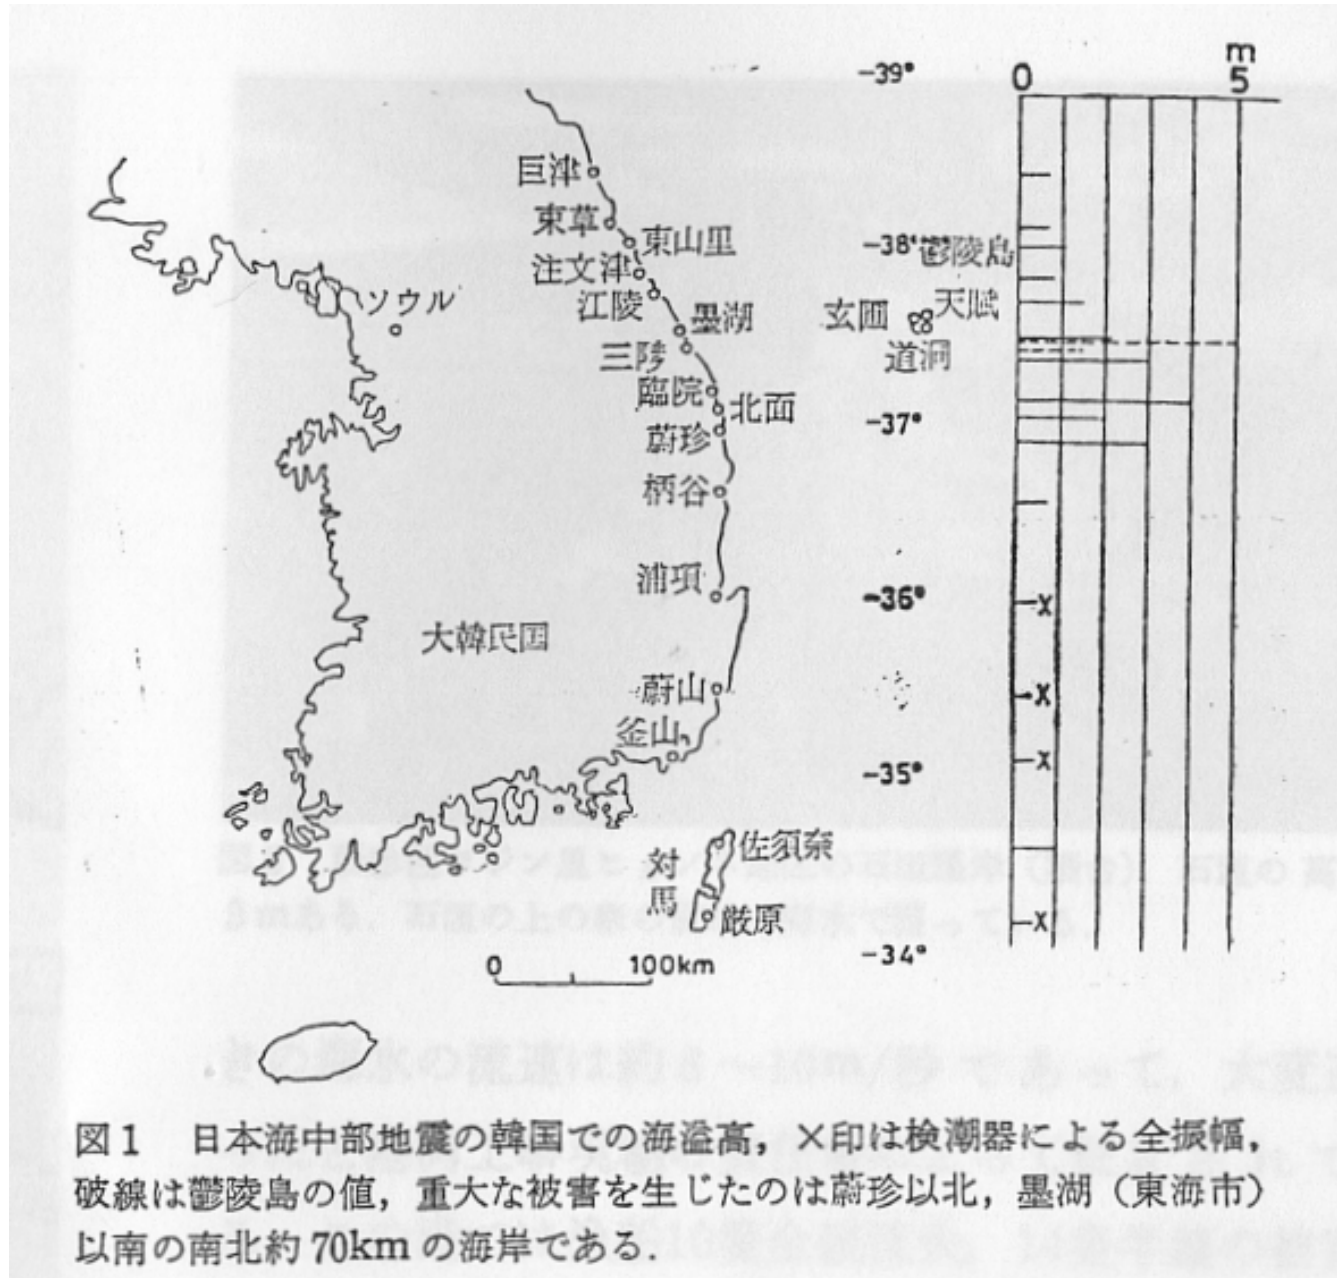 m
-39° 0 5
巨津
束草
東山里
-38° 鬱陵島
注文津
江陵
ソウル
墨湖
玄圃
天賦
三陟
道洞
臨院
北面
-37°
蔚珍
柄谷
浦項
-36°
X
大韓民国
蔚山
X
釜山
X
-35°
対馬
佐須奈
厳原
X
-34°
0 100km
図1 日本海中部地震の韓国での海溢高,×印は検潮器による全振幅,
破線は鬱陵島の値,重大な被害を生じたのは蔚珍以北,墨湖(東海市)
以南の南北約70kmの海岸である.